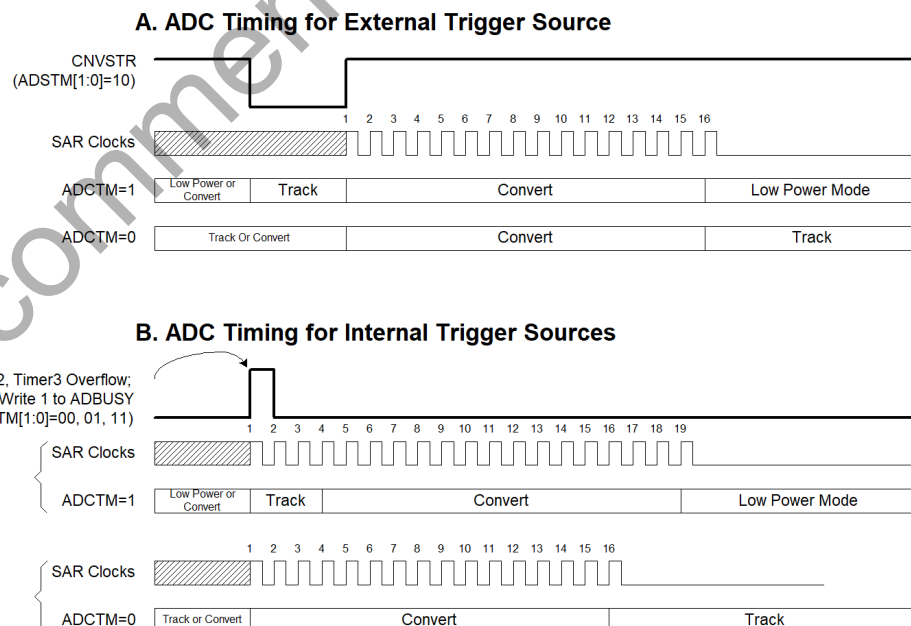 A. ADC Timing for External Trigger Source
CNVSTR
(ADSTM[1:0]=10)
1 2 3 4 5 6 7 8 9 10 11 12 13 14 15 16
SAR Clocks
ADCTM=1 Low Power or Convert Track Convert Low Power Mode
ADCTM=0 Track Or Convert Convert Track
B. ADC Timing for Internal Trigger Sources
2, Timer3 Overflow;
Write 1 to ADBUSY
TM[1:0]=00, 01, 11)
1 2 3 4 5 6 7 8 9 10 11 12 13 14 15 16 17 18 19
SAR Clocks
ADCTM=1 Low Power or Convert Track Convert Low Power Mode
1 2 3 4 5 6 7 8 9 10 11 12 13 14 15 16
SAR Clocks
ADCTM=0 Track or Convert Convert Track
commen